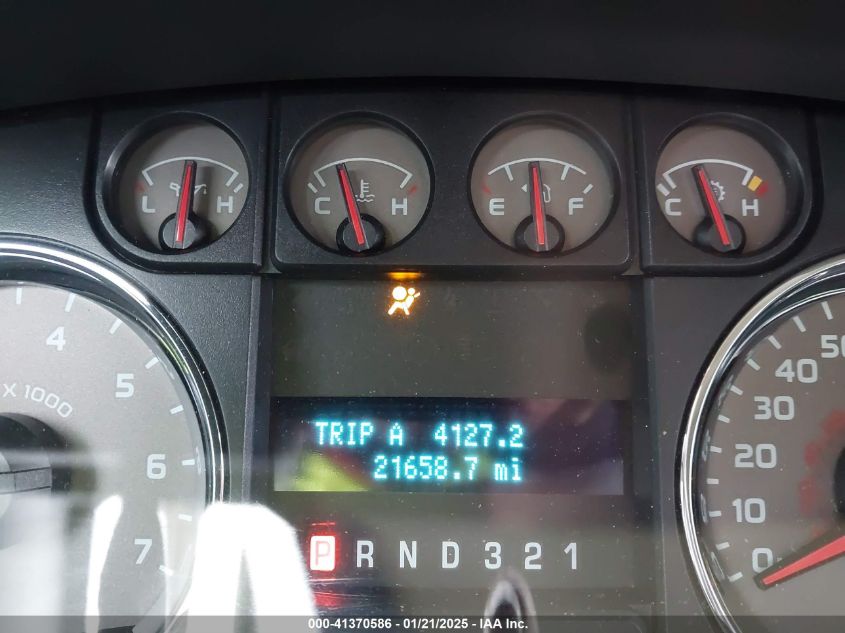 L H
C H
E F
C H
4
5
6
7
X 1000
TRIP A 4127.2
21658.7 mi
P R N D 3 2 1
50
40
30
20
10
0
000-41370586 - 01/21/2025 - IAA Inc.